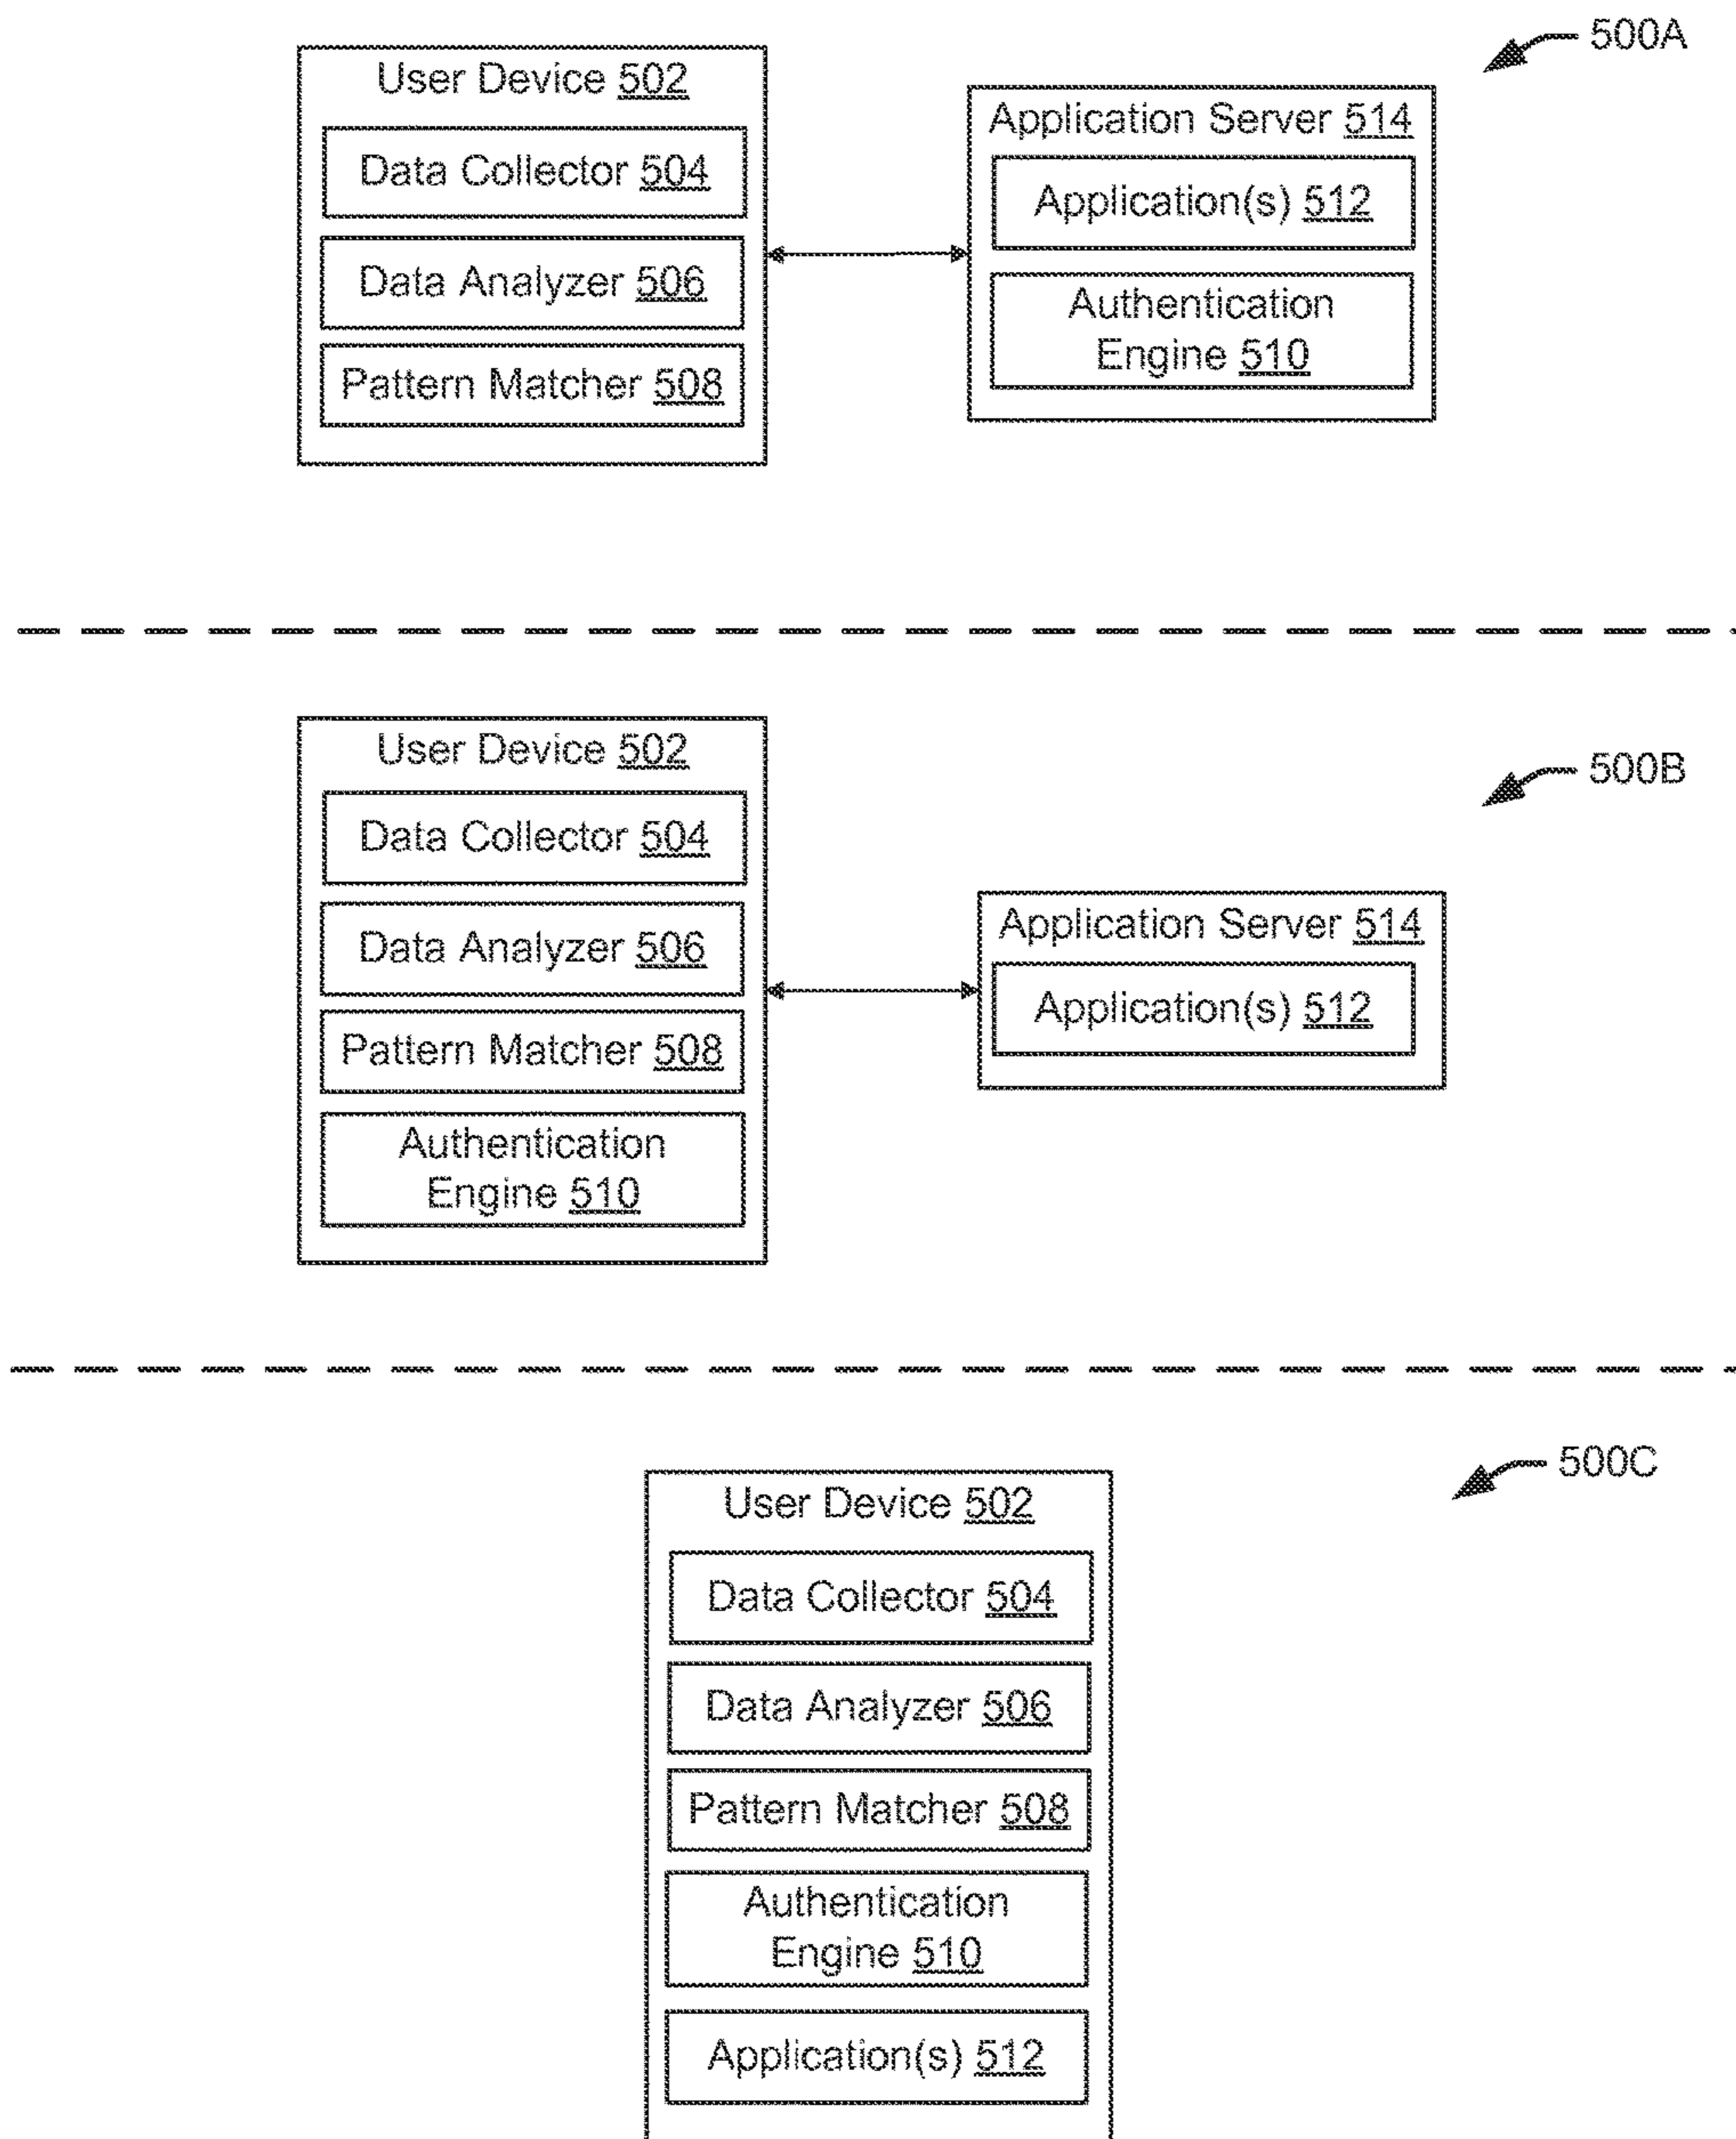 500A
User Device 502
Data Collector 504
Data Analyzer 506
Pattern Matcher 508
Application Server 514
Application(s) 512
Authentication
Engine 510
500B
User Device 502
Data Collector 504
Data Analyzer 506
Pattern Matcher 508
Authentication
Engine 510
Application Server 514
Application(s) 512
500C
User Device 502
Data Collector 504
Data Analyzer 506
Pattern Matcher 508
Authentication
Engine 510
Application(s) 512